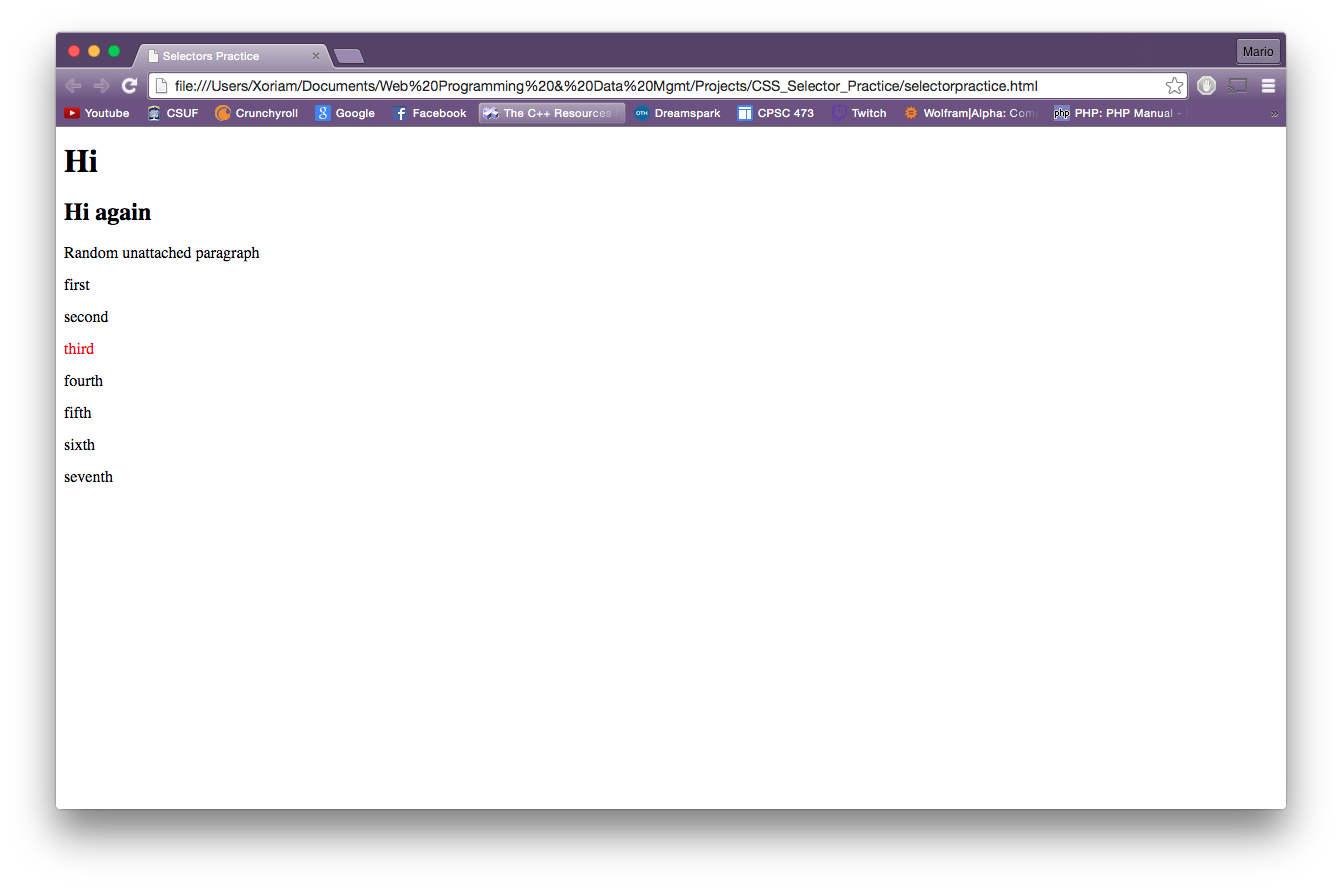 Selectors Practice
Mario
file:///Users/Xoriam/Documents/Web%20Programming%20&%20Data%20Mgmt/Projects/CSS_Selector_Practice/selectorpractice.html
Youtube CSUF Crunchyroll Google Facebook The C++ Resources OTH Dreamspark CPSC 473 Twitch Wolfram|Alpha: Com php PHP: PHP Manual - »
Hi
Hi again
Random unattached paragraph
first
second
third
fourth
fifth
sixth
seventh